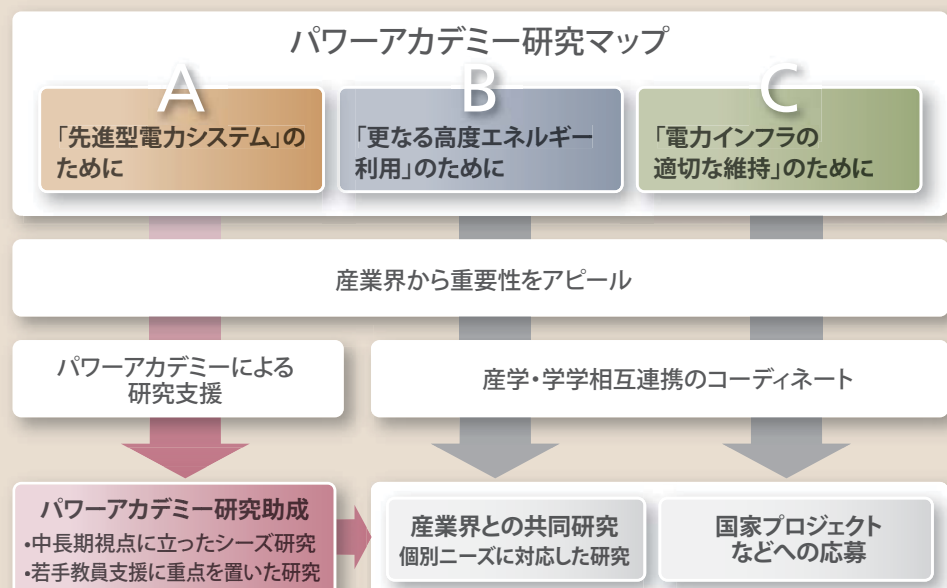 パワーアカデミー研究マップ
A
「先進型電力システム」の
ために
B
「更なる高度エネルギー
利用」のために
C
「電力インフラの
適切な維持」のために
産業界から重要性をアピール
パワーアカデミーによる
研究支援
産学・学学相互連携のコーディネート
パワーアカデミー研究助成
•中長期視点に立ったシーズ研究
•若手教員支援に重点を置いた研究
産業界との共同研究
個別ニーズに対応した研究
国家プロジェクト
などへの応募